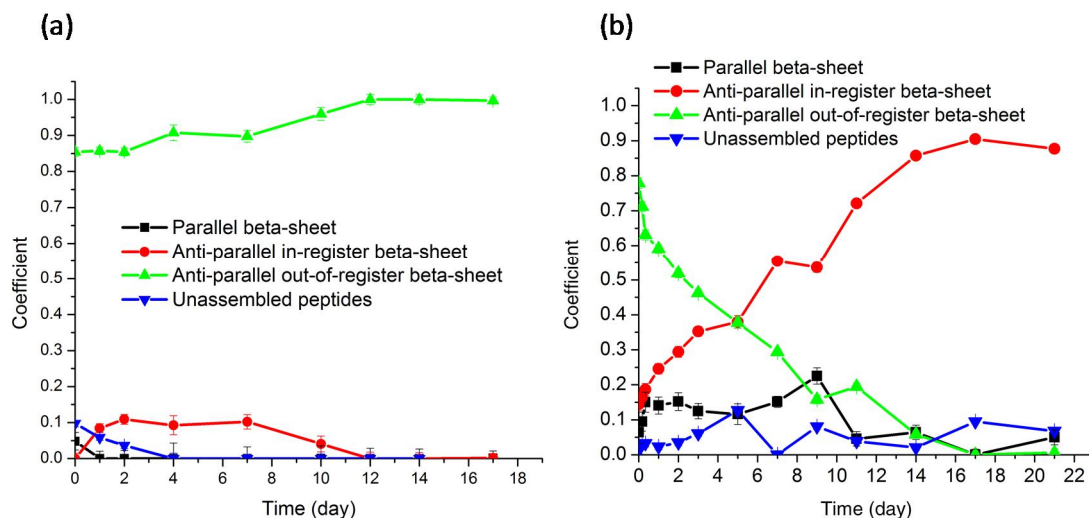 (a)
1.0
0.9
0.8
0.7
0.6
0.5
0.4
0.3
0.2
0.1
0.0
Coefficient
Parallel beta-sheet
Anti-parallel in-register beta-sheet
Anti-parallel out-of-register beta-sheet
Unassembled peptides
0 2 4 6 8 10 12 14 16 18
Time (day)
(b)
Parallel beta-sheet
Anti-parallel in-register beta-sheet
Anti-parallel out-of-register beta-sheet
Unassembled peptides
1.0
0.9
0.8
0.7
0.6
0.5
0.4
0.3
0.2
0.1
0.0
Coefficient
0 2 4 6 8 10 12 14 16 18 20 22
Time (day)